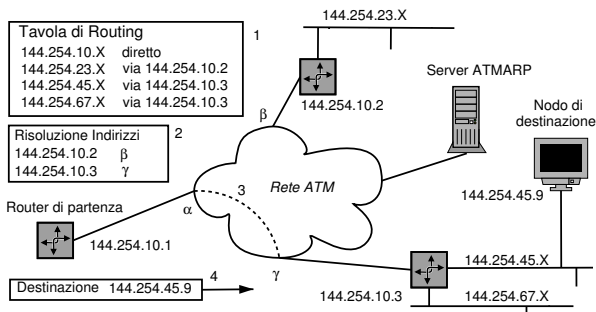 144.254.23.X
Tavola di Routing
1
144.254.10.X diretto
144.254.23.X via 144.254.10.2
144.254.45.X via 144.254.10.3
144.254.67.X via 144.254.10.3
Server ATMARP
144.254.10.2
Nodo di
destinazione
β
Risoluzione Indirizzi
2
144.254.10.2 β
144.254.10.3 γ
Rete ATM
3
144.254.45.9
Router di partenza
α
144.254.10.1
144.254.45.X
γ
4
Destinazione 144.254.45.9
144.254.10.3
144.254.67.X